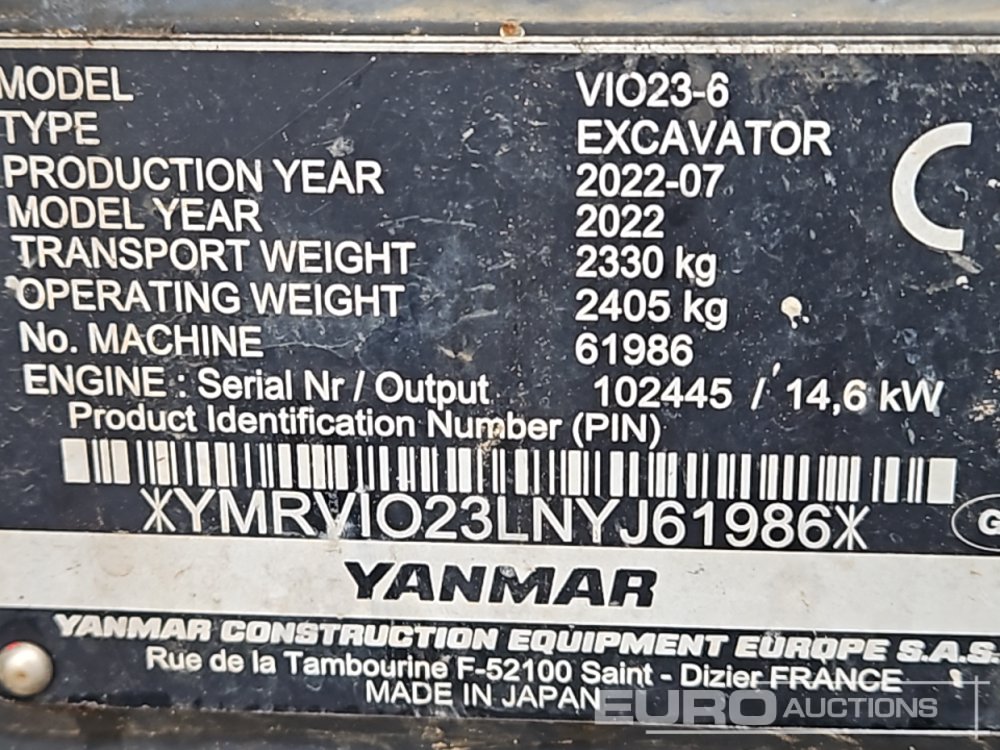 MODEL VIO23-6
TYPE EXCAVATOR
PRODUCTION YEAR 2022-07
MODEL YEAR 2022
TRANSPORT WEIGHT 2330 kg
OPERATING WEIGHT 2405 kg
No. MACHINE 61986
ENGINE : Serial Nr / Output 102445 / 14,6 kW
Product Identification Number (PIN)
*YMRVIO23LNYJ61986*
G
YANMAR
YANMAR CONSTRUCTION EQUIPMENT EUROPE S.A.S.
Rue de la Tambourine F-52100 Saint - Dizier FRANCE
MADE IN JAPAN
EURO AUCTIONS